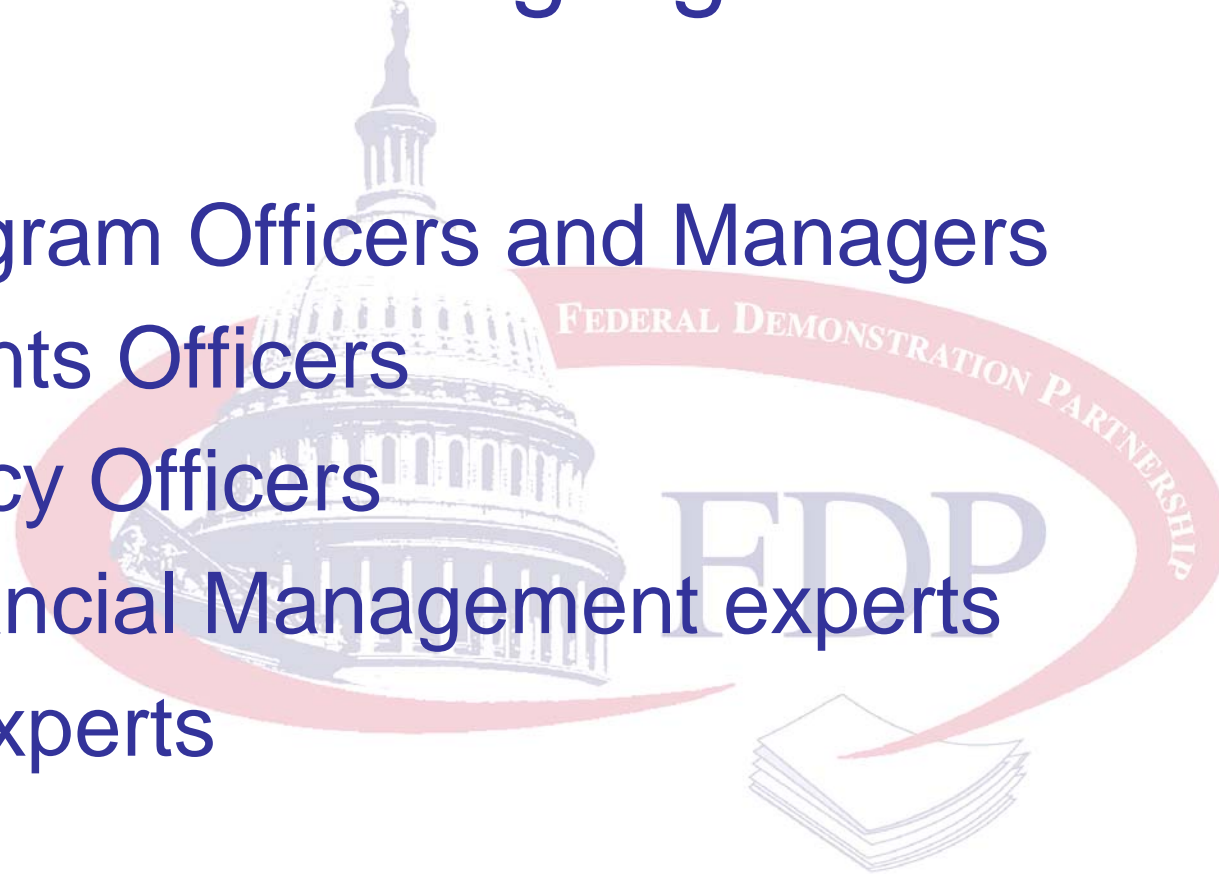 gram Officers and Managers
FEDERAL DEMONSTRATION PARTNERSHIP
nts Officers
cy Officers
FDP
ncial Management experts
xperts